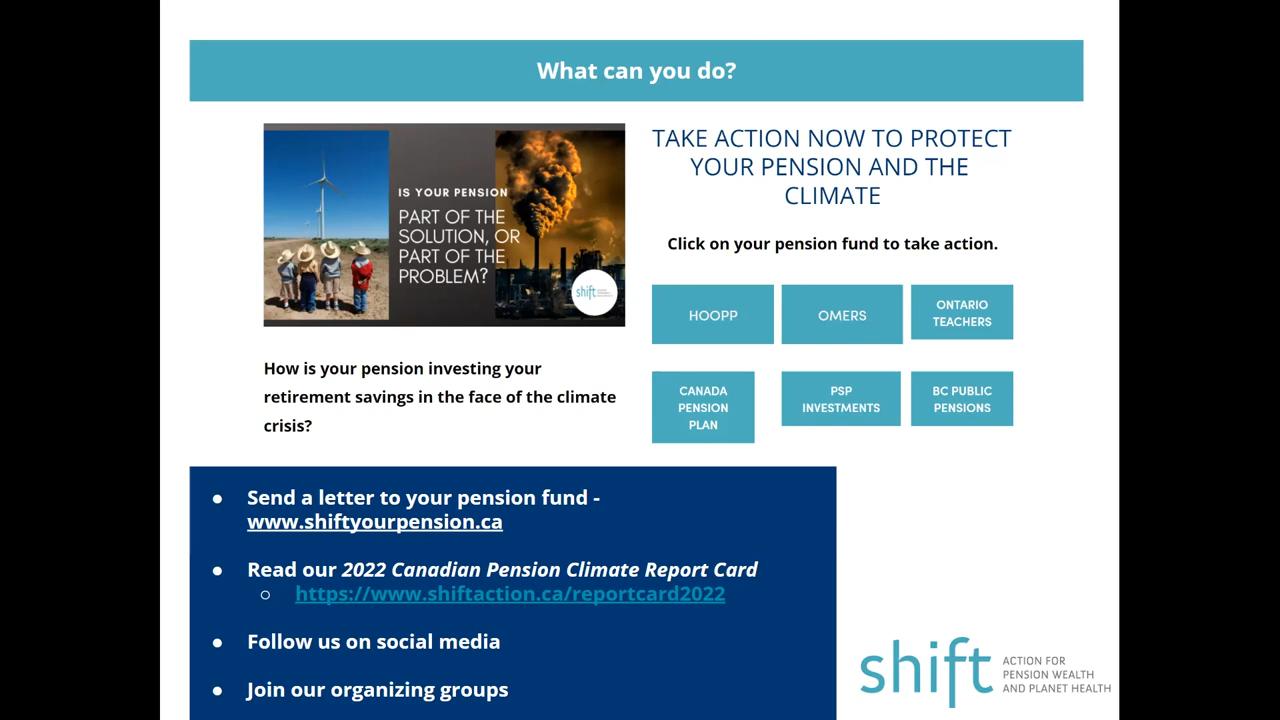 What can you do?
IS YOUR PENSION
PART OF THE
SOLUTION, OR
PART OF THE
PROBLEM?
shift
How is your pension investing your
retirement savings in the face of the climate
crisis?
TAKE ACTION NOW TO PROTECT
YOUR PENSION AND THE
CLIMATE
Click on your pension fund to take action.
HOOPP
OMERS
ONTARIO
TEACHERS
CANADA
PENSION
PLAN
PSP
INVESTMENTS
BC PUBLIC
PENSIONS
● Send a letter to your pension fund -
www.shiftyourpension.ca
● Read our 2022 Canadian Pension Climate Report Card
○ https://www.shiftaction.ca/reportcard2022
● Follow us on social media
● Join our organizing groups
shift
ACTION FOR
PENSION WEALTH
AND PLANET HEALTH